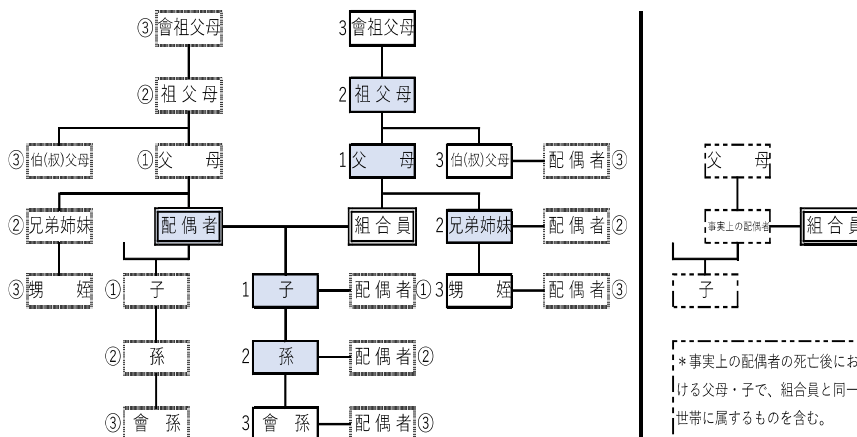 ③ 會祖父母 3 會祖父母
② 祖父母 2 祖父母
③ 伯(叔)父母 ① 父 母 1 父 母 3 伯(叔)父母 配偶者 ③ 父 母
② 兄弟姉妹 配偶者 組合員 2 兄弟姉妹 配偶者 ② 事実上の配偶者 組合員
③ 甥 姪 ① 子 1 子 配偶者 ① 3 甥 姪 配偶者 ③ 子
② 孫 2 孫 配偶者 ②
③ 會 孫 3 會 孫 配偶者 ③
*事実上の配偶者の死亡後にお
ける父母・子で、組合員と同一
世帯に属するものを含む。